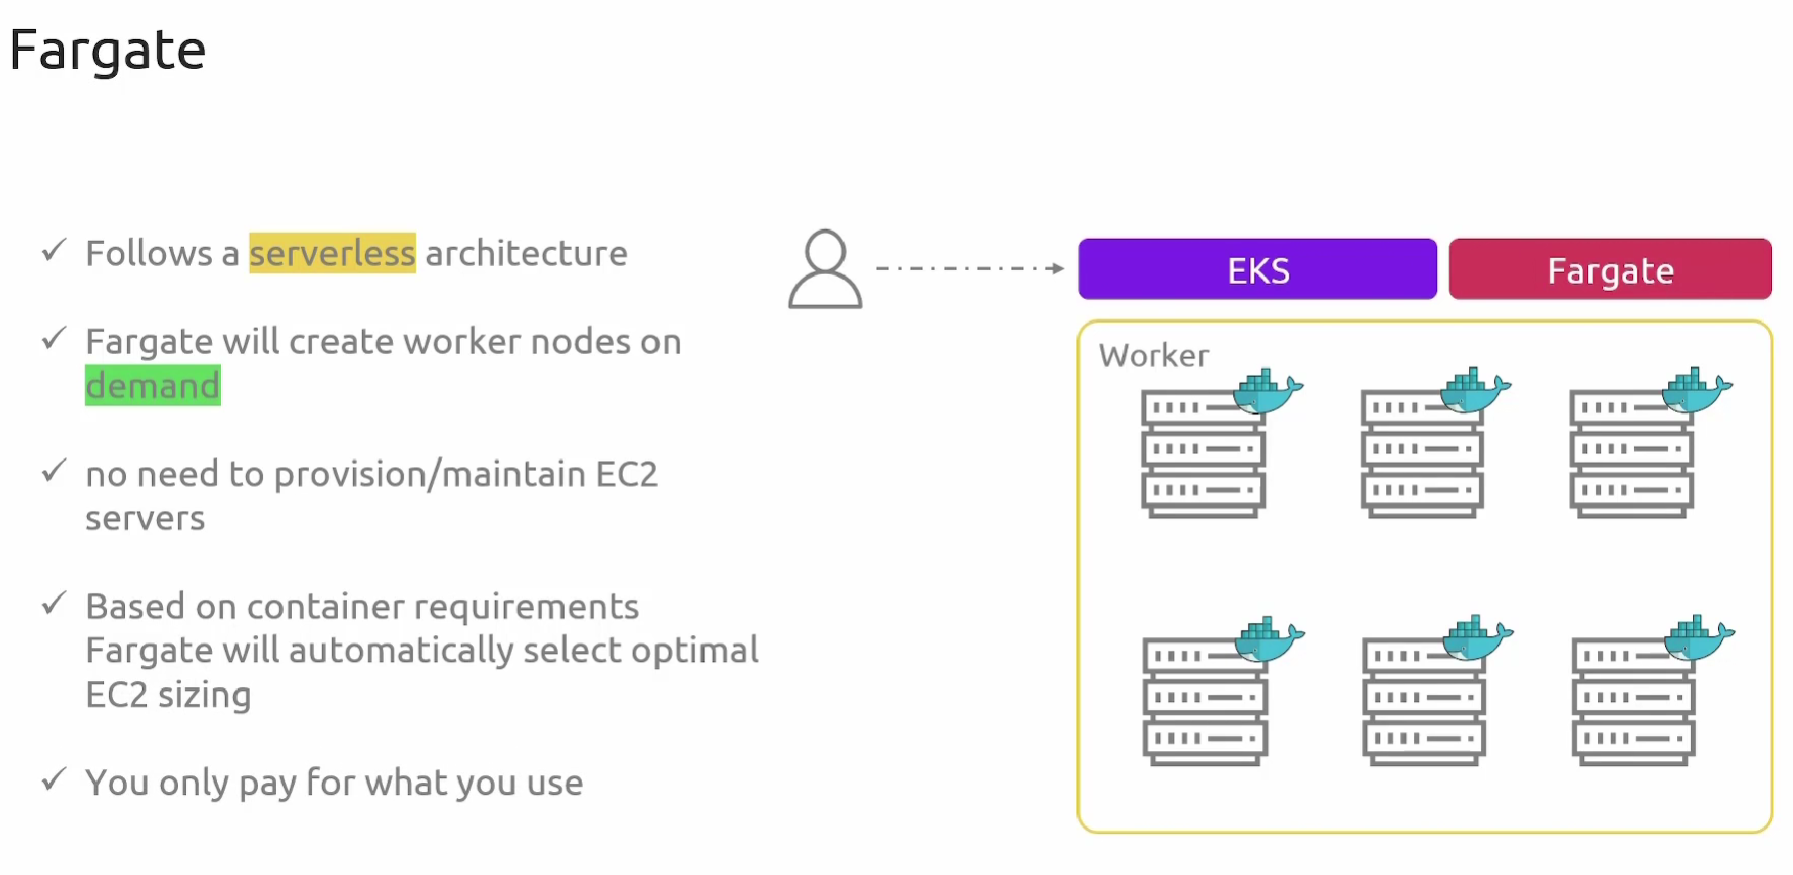 Fargate
Follows a serverless architecture
Fargate will create worker nodes on
demand
no need to provision/maintain EC2
servers
Based on container requirements
Fargate will automatically select optimal
EC2 sizing
You only pay for what you use
EKS
Fargate
Worker